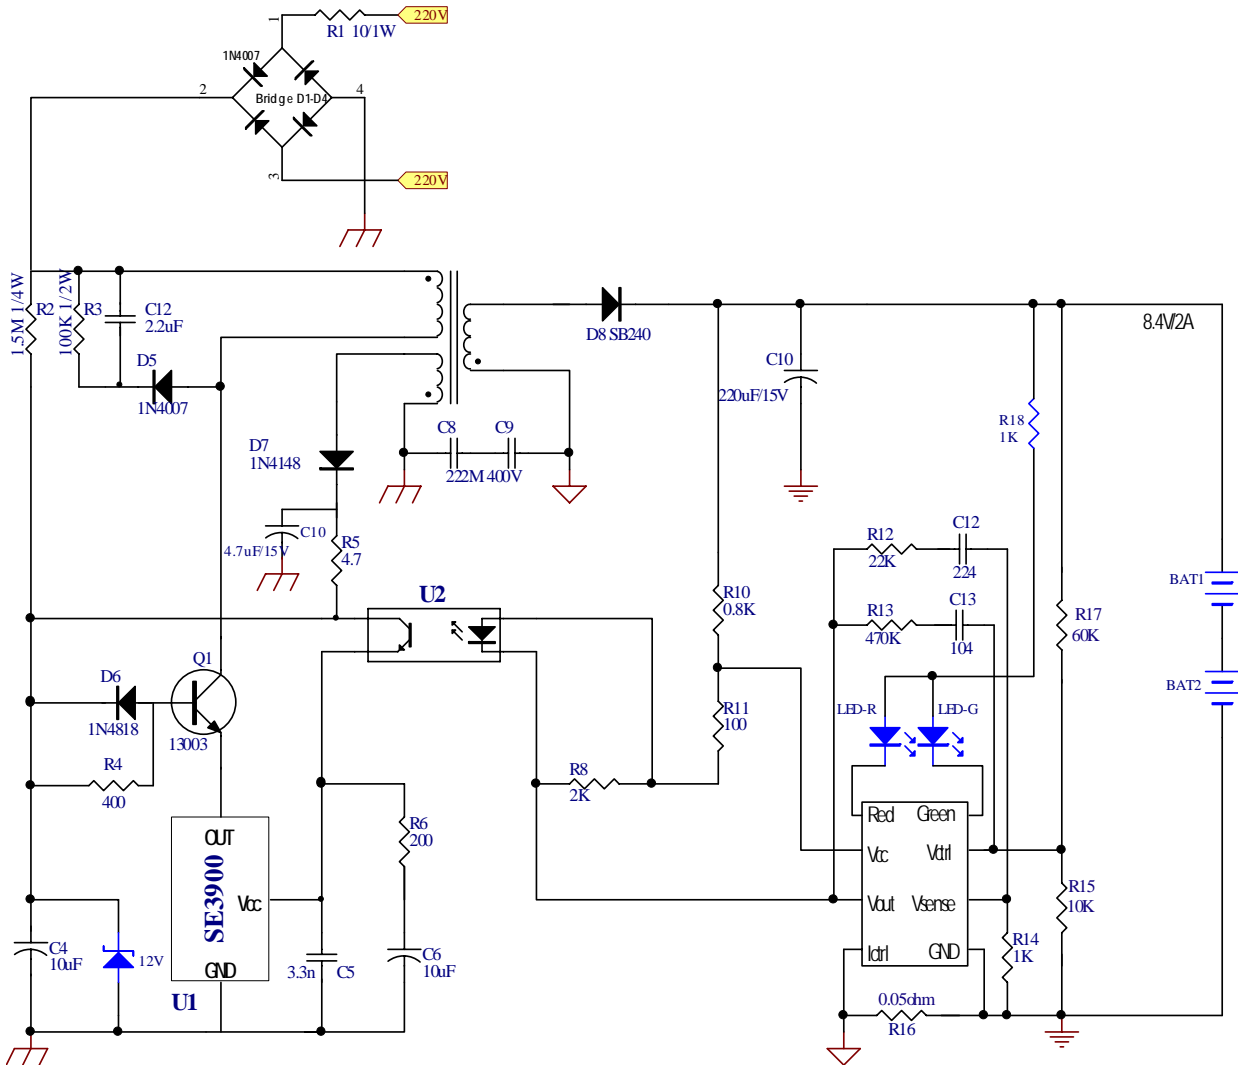 1
R1 10/1W
220V
1N4007
2
Bridge D1-D4
4
3
220V
1.5M 1/4W
R2
100K 1/2W
R3
C12
2.2uF
D5
1N4007
D8 SB240
8.4V/2A
C10
220uF/15V
R18
1K
C8
C9
222M 400V
D7
1N4148
C10
4.7uF/15V
R5
4.7
R12
22K
C12
224
BAT1
U2
R10
0.8K
R13
470K
C13
104
R17
60K
Q1
D6
1N4818
13003
BAT2
R11
100
LED-R
LED-G
R4
400
R8
2K
R6
200
OUT
SE3900
Vcc
GND
U1
Red
Green
Vcc
Vctrl
Vout
Vsense
Ictrl
GND
R15
10K
R14
1K
C4
10uF
12V
3.3n
C5
C6
10uF
0.05ohm
R16